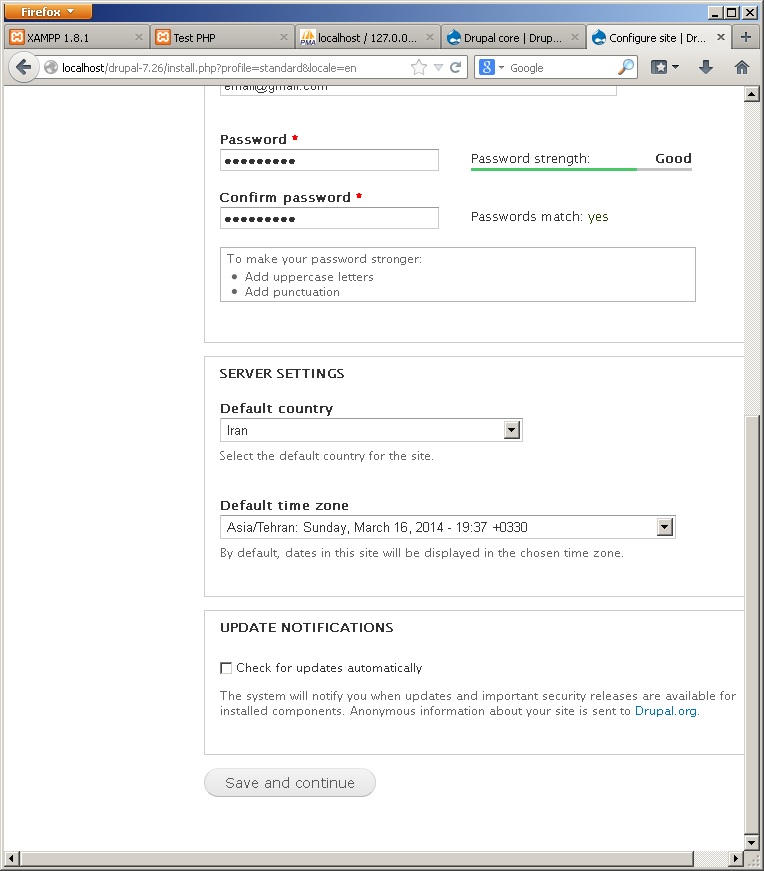 Firefox
XAMPP 1.8.1
Test PHP
PMA localhost / 127.0.0...
Drupal core | Drup...
Configure site | Dr...
localhost/drupal-7.26/install.php?profile=standard&locale=en
8 Google
email@gmail.com
Password *
●●●●●●●●●
Password strength: Good
Confirm password *
●●●●●●●●●
Passwords match: yes
To make your password stronger:
● Add uppercase letters
● Add punctuation
SERVER SETTINGS
Default country
Iran
Select the default country for the site.
Default time zone
Asia/Tehran: Sunday, March 16, 2014 - 19:37 +0330
By default, dates in this site will be displayed in the chosen time zone.
UPDATE NOTIFICATIONS
Check for updates automatically
The system will notify you when updates and important security releases are available for
installed components. Anonymous information about your site is sent to Drupal.org.
Save and continue